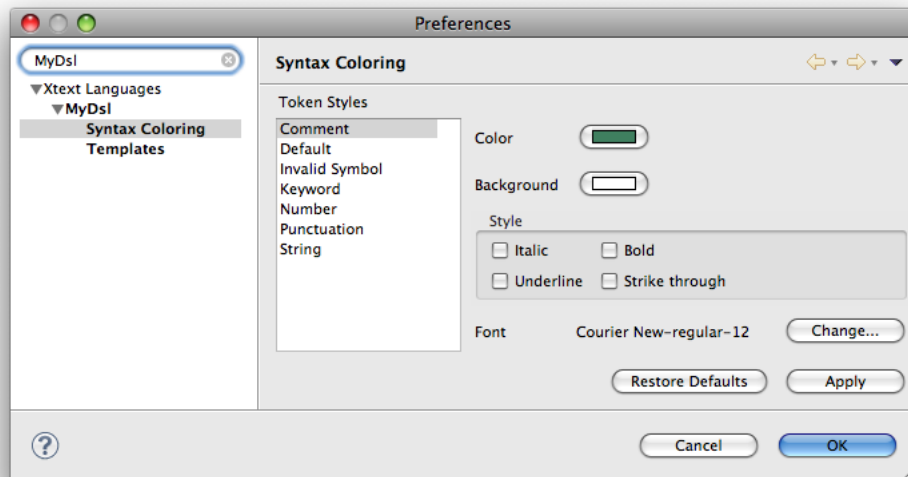 Preferences
MyDsl
Xtext Languages
MyDsl
Syntax Coloring
Templates
Syntax Coloring
Token Styles
Comment
Default
Invalid Symbol
Keyword
Number
Punctuation
String
Color
Background
Style
Italic
Bold
Underline
Strike through
Font
Courier New-regular-12
Change...
Restore Defaults
Apply
?
Cancel
OK